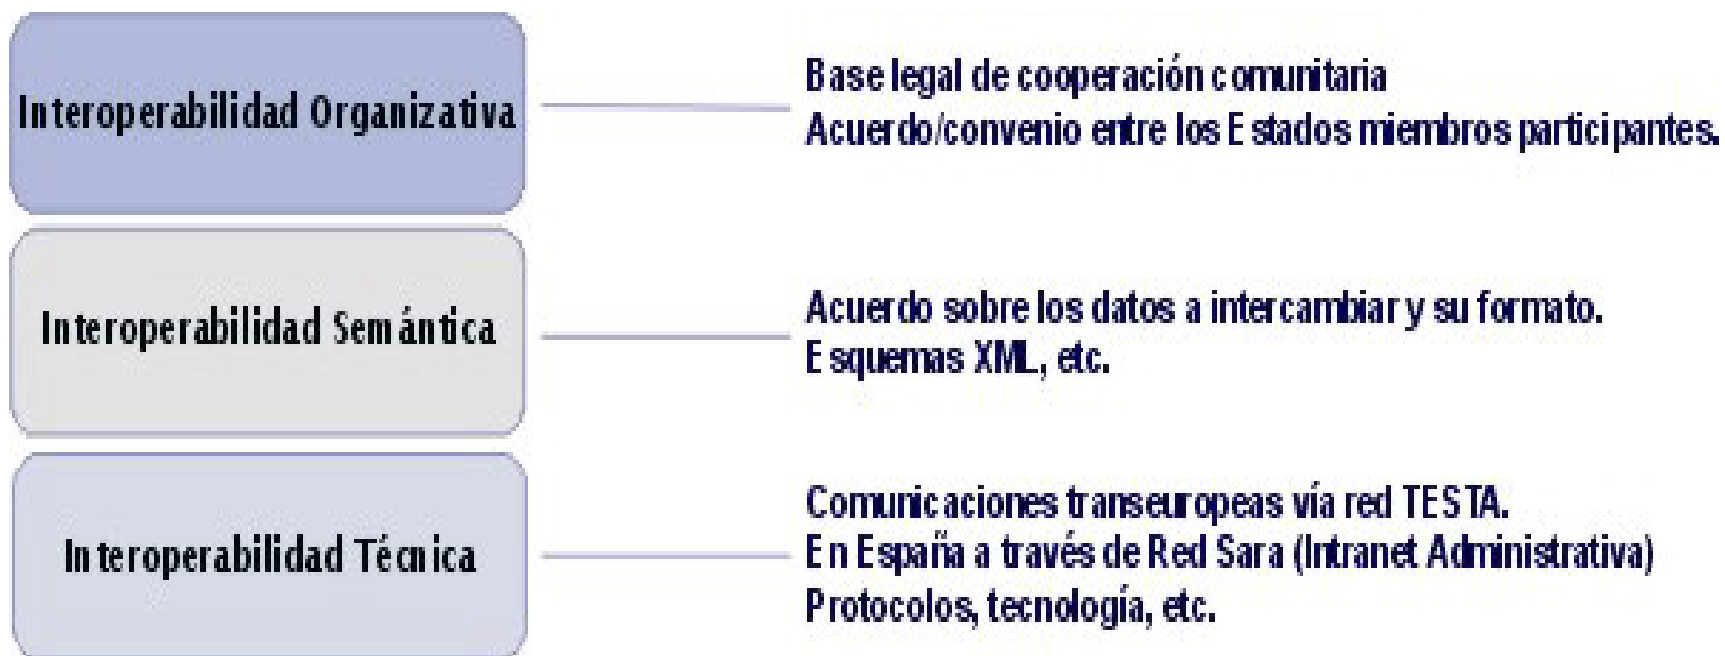 Interoperabilidad Organizativa
Base legal de cooperación comunitaria
Acuerdo/convenio entre los Estados miembros participantes.
Interoperabilidad Semántica
Acuerdo sobre los datos a intercambiar y su formato.
Esquemas XML, etc.
Interoperabilidad Técnica
Comunicaciones transeuropeas vía red TESTA.
En España a través de Red Sara (Intranet Administrativa)
Protocolos, tecnología, etc.